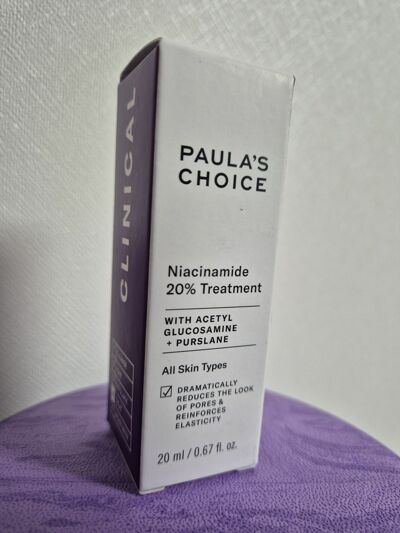 CLINICAL
PAULA'S
CHOICE
Niacinamide
20% Treatment
WITH ACETYL
GLUCOSAMINE
+ PURSLANE
All Skin Types
DRAMATICALLY
REDUCES THE LOOK
OF PORES &
REINFORCES
ELASTICITY
20 ml / 0.67 fl. oz.